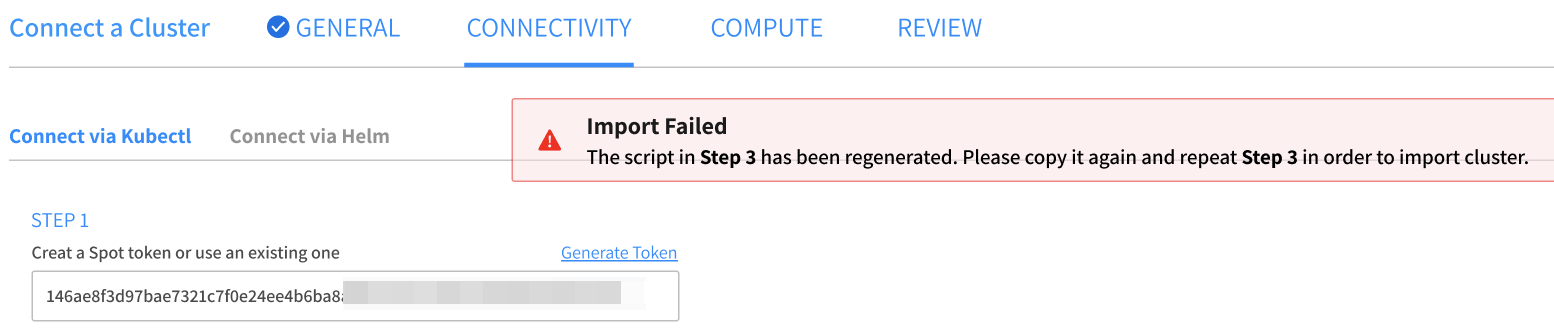 Connect a Cluster GENERAL CONNECTIVITY COMPUTE REVIEW
Connect via Kubectl Connect via Helm
Import Failed
The script in Step 3 has been regenerated. Please copy it again and repeat Step 3 in order to import cluster.
STEP 1
Creat a Spot token or use an existing one Generate Token
146ae8f3d97bae7321c7f0e24ee4b6ba8